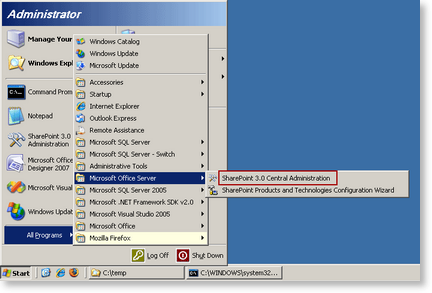 Administrator
Manage Your
Windows Expl
Command Prom
Notepad
SharePoint 3.0
Administration
Microsoft Office
Designer 2007
Microsoft Visual
Windows Updat
All Programs
Windows Catalog
Windows Update
Microsoft Update
Accessories
Startup
Internet Explorer
Outlook Express
Remote Assistance
Microsoft SQL Server
Microsoft SQL Server - Switch
Administrative Tools
Microsoft Office Server
Microsoft SQL Server 2005
Microsoft .NET Framework SDK v2.0
Microsoft Visual Studio 2005
Microsoft Office
Mozilla Firefox
SharePoint 3.0 Central Administration
SharePoint Products and Technologies Configuration Wizard
Log Off
Shut Down
Start
C:\temp
C:\WINDOWS\system32...